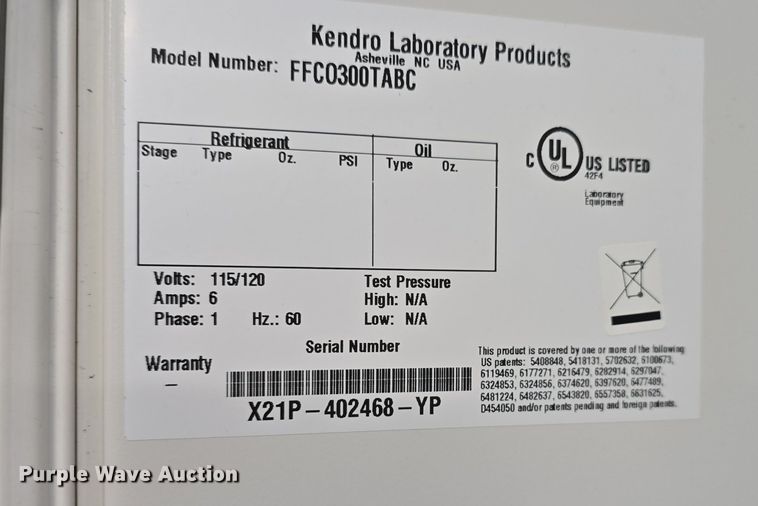 Kendro Laboratory Products
Asheville NC USA
Model Number: FFC0300TABC
Refrigerant Oil
Stage Type Oz. PSI Type Oz.
C UL ® US LISTED
42F4
Laboratory
Equipment
Volts: 115/120
Amps: 6
Phase: 1 Hz.: 60
Test Pressure
High: N/A
Low: N/A
Serial Number
Warranty
—
X21P-402468-YP
This product is covered by one or more of the following
US patents: 5408848, 5418131, 5702632, 6100673,
6119469, 6177271, 6216479, 6282914, 6297047,
6324853, 6324856, 6374620, 6397620, 6477489,
6481224, 6482637, 6543820, 6557358, 6631625,
D454050 and/or patents pending and foreign patents.
Purple Wave Auction